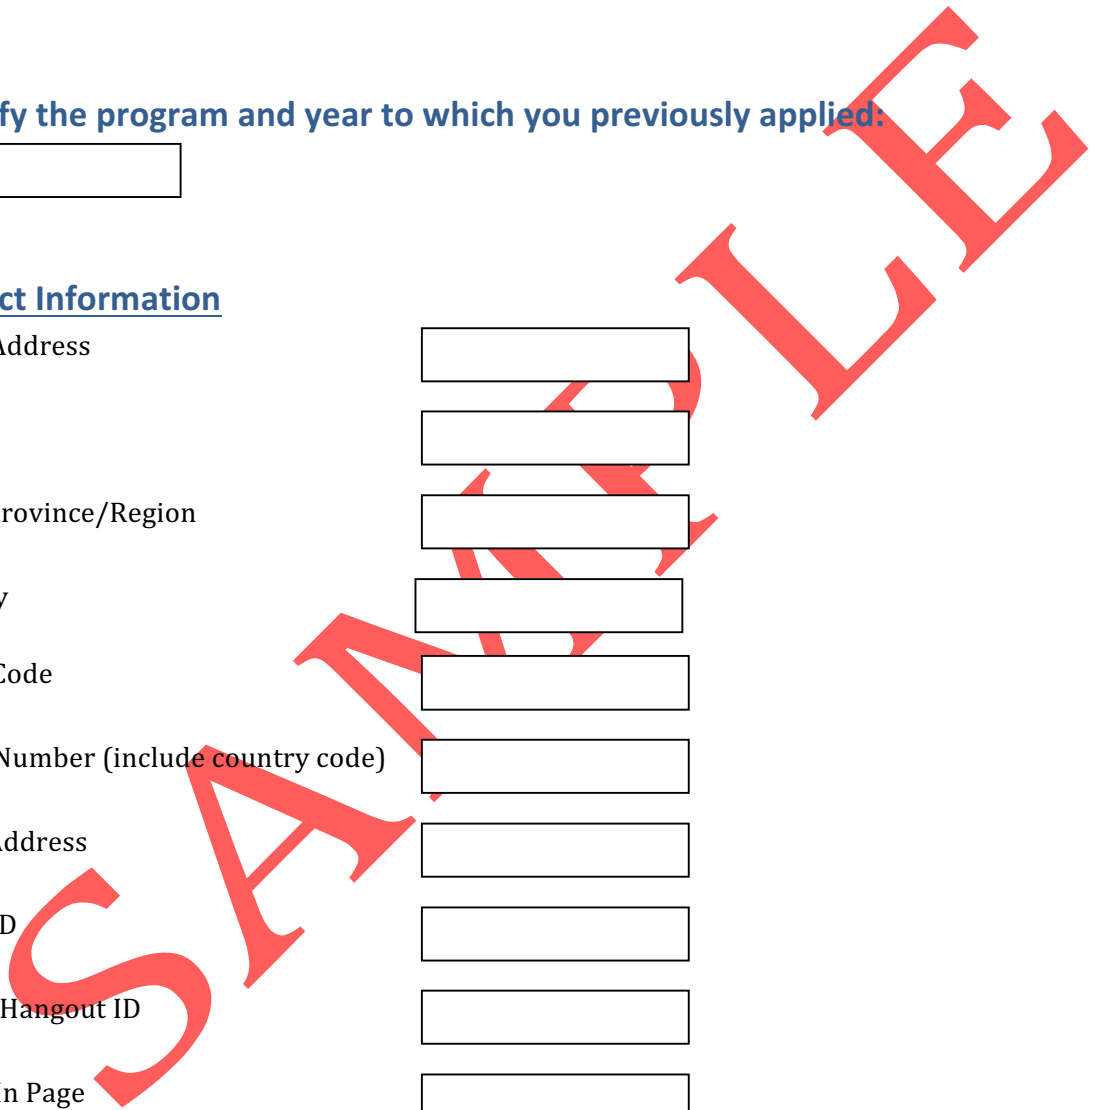 fy the program and year to which you previously applied:
ct Information
Address
rovince/Region
y
Code
Number (include country code)
Address
D
Hangout ID
In Page
SAMPLE